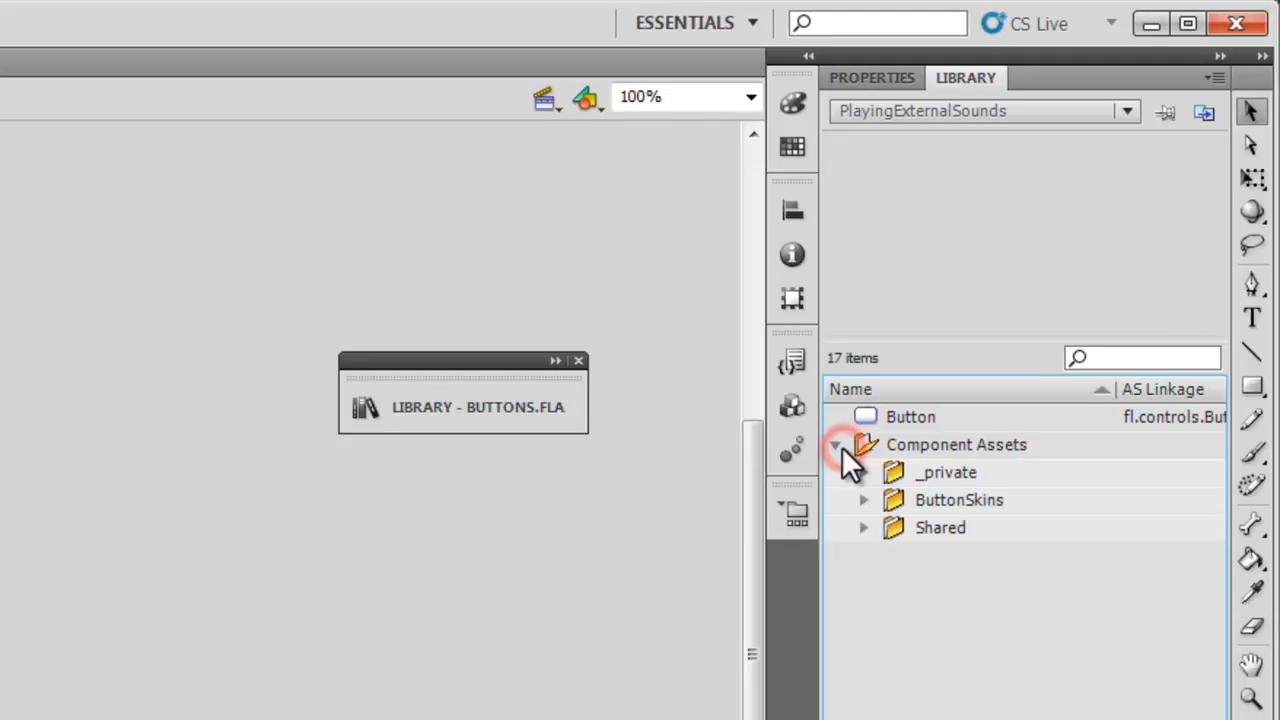 ESSENTIALS
CS Live
100%
PROPERTIES
LIBRARY
PlayingExternalSounds
17 items
Name
AS Linkage
Button
fl.controls.But
Component Assets
_private
ButtonSkins
Shared
LIBRARY - BUTTONS.FLA
T